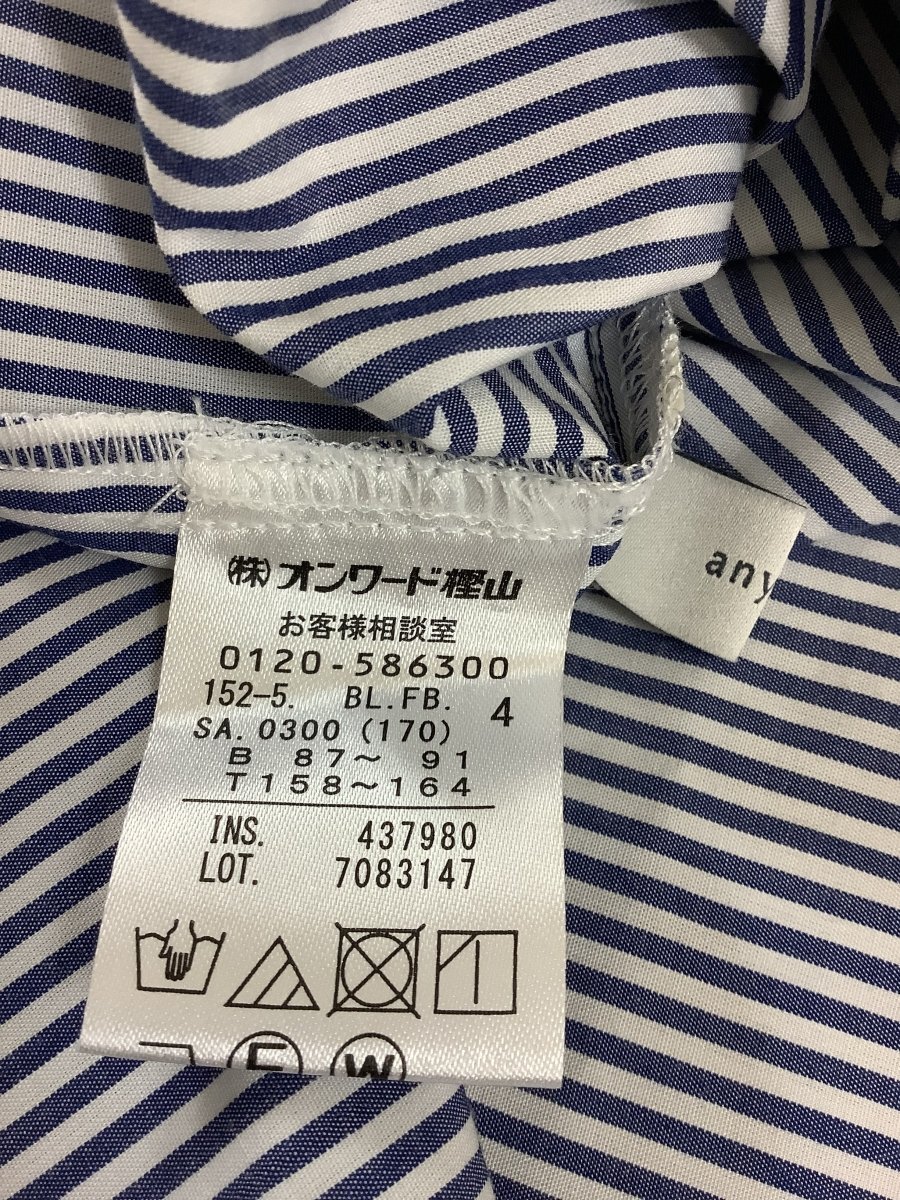 (株)オンワード樫山
お客様相談室
0120-586300
152-5. BL.FB. 4
SA.0300(170)
B 87～ 91
T158～164
INS. 437980
LOT. 7083147
F W
any